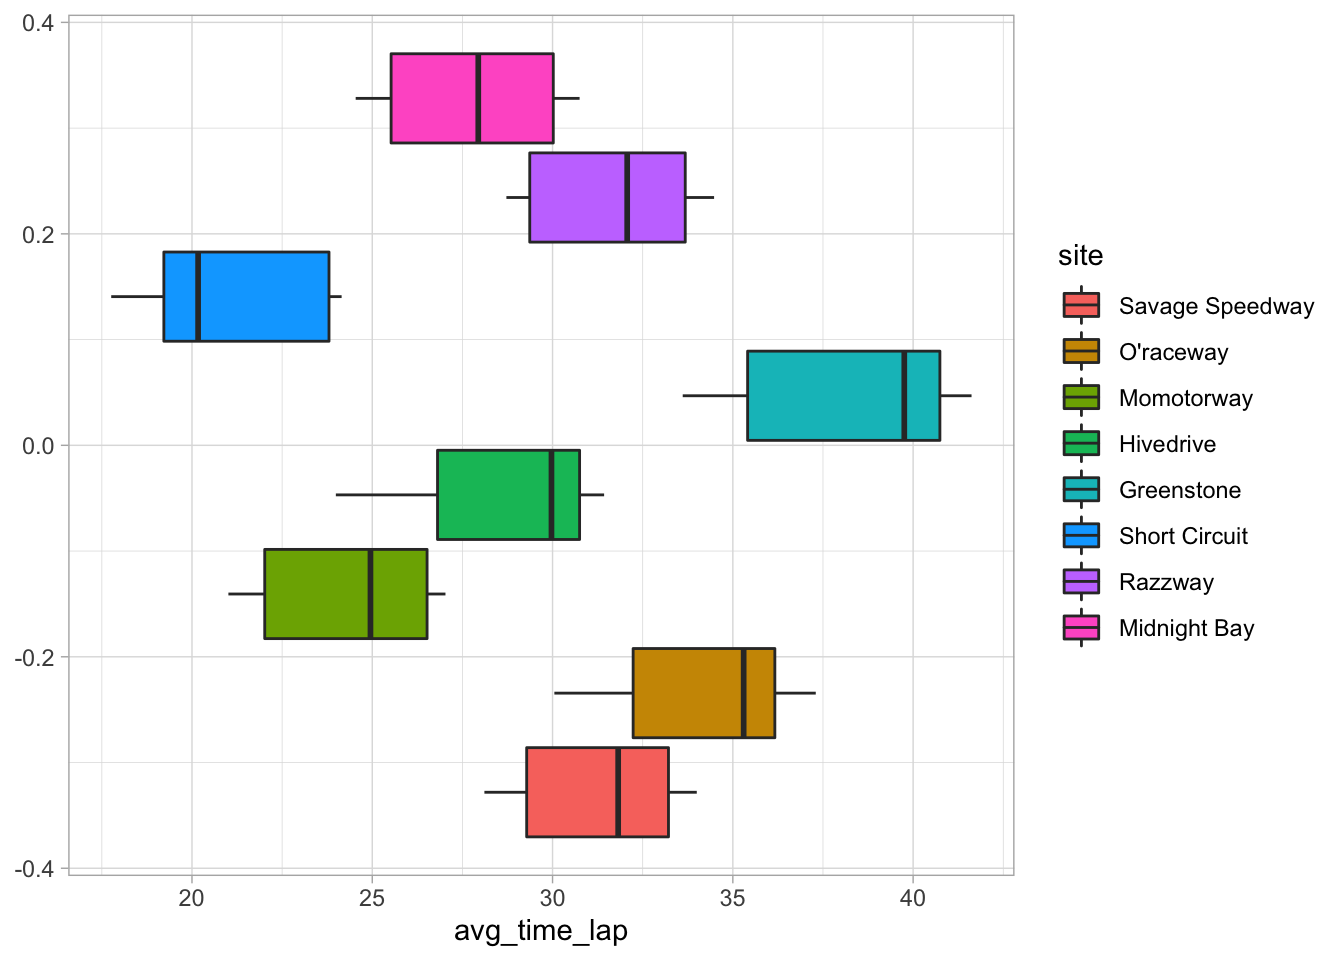 0.4
0.2
0.0
-0.2
-0.4
20 25 30 35 40
avg_time_lap
site
Savage Speedway
O'raceway
Momotorway
Hivedrive
Greenstone
Short Circuit
Razzway
Midnight Bay